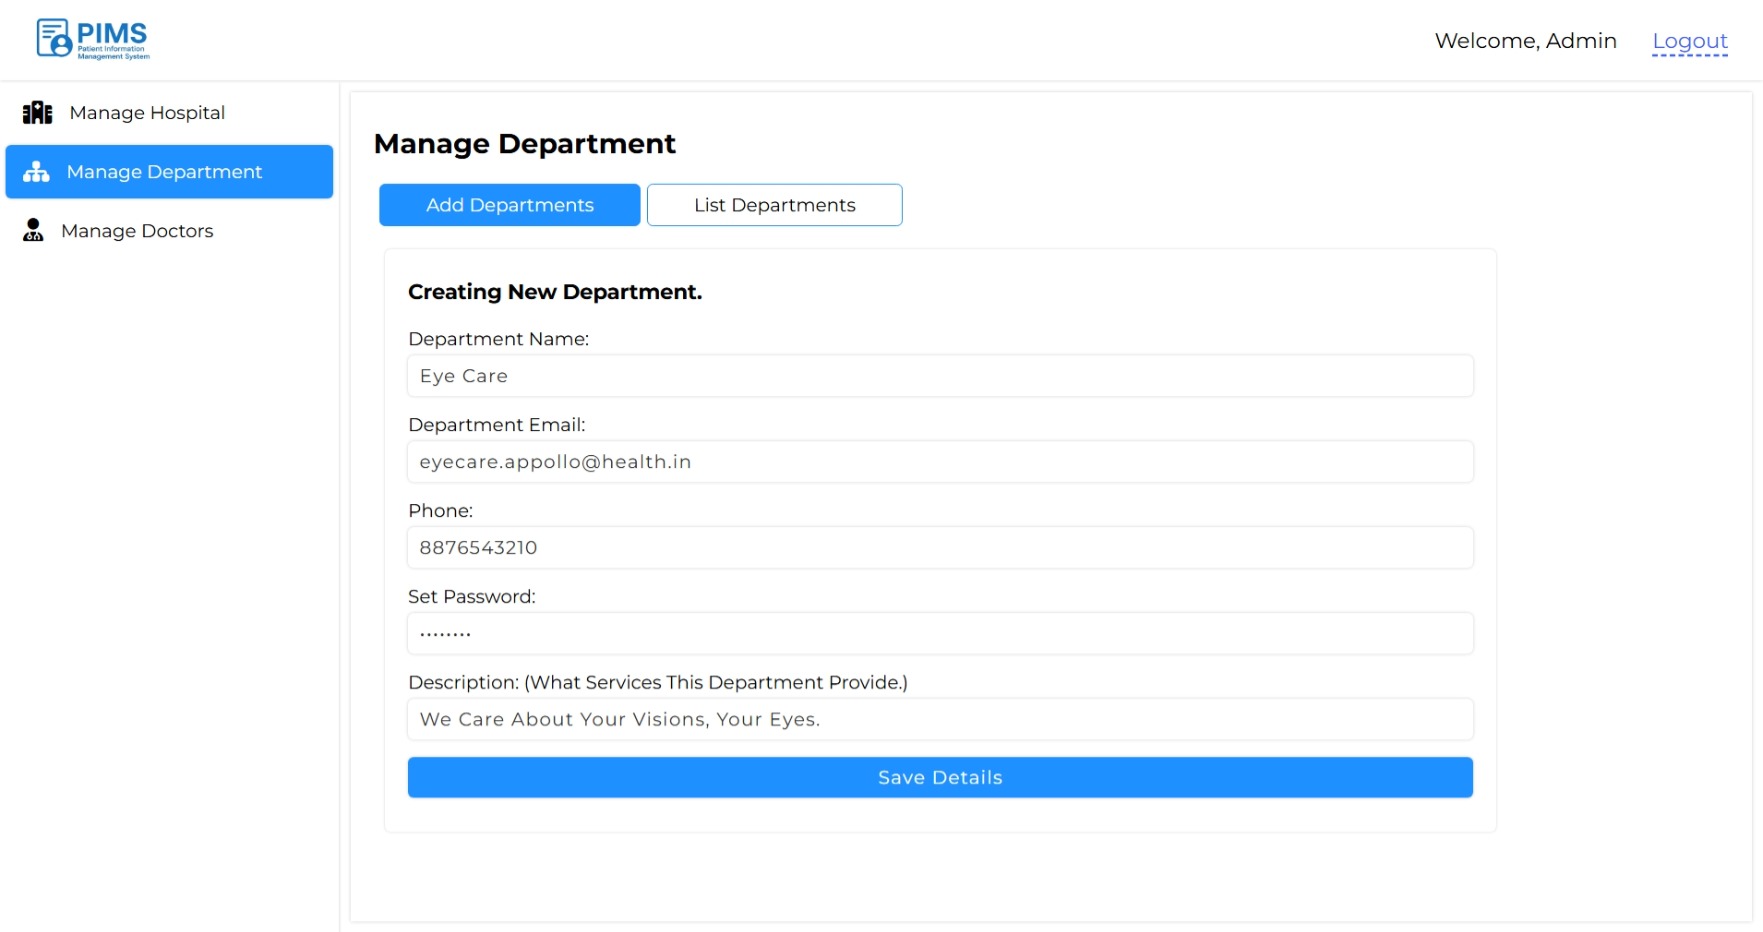 PIMS
Patient Information
Management System
Welcome, Admin
Logout
Manage Hospital
Manage Department
Manage Doctors
Manage Department
Add Departments
List Departments
Creating New Department.
Department Name:
Eye Care
Department Email:
eyecare.appollo@health.in
Phone:
8876543210
Set Password:
········
Description: (What Services This Department Provide.)
We Care About Your Visions, Your Eyes.
Save Details